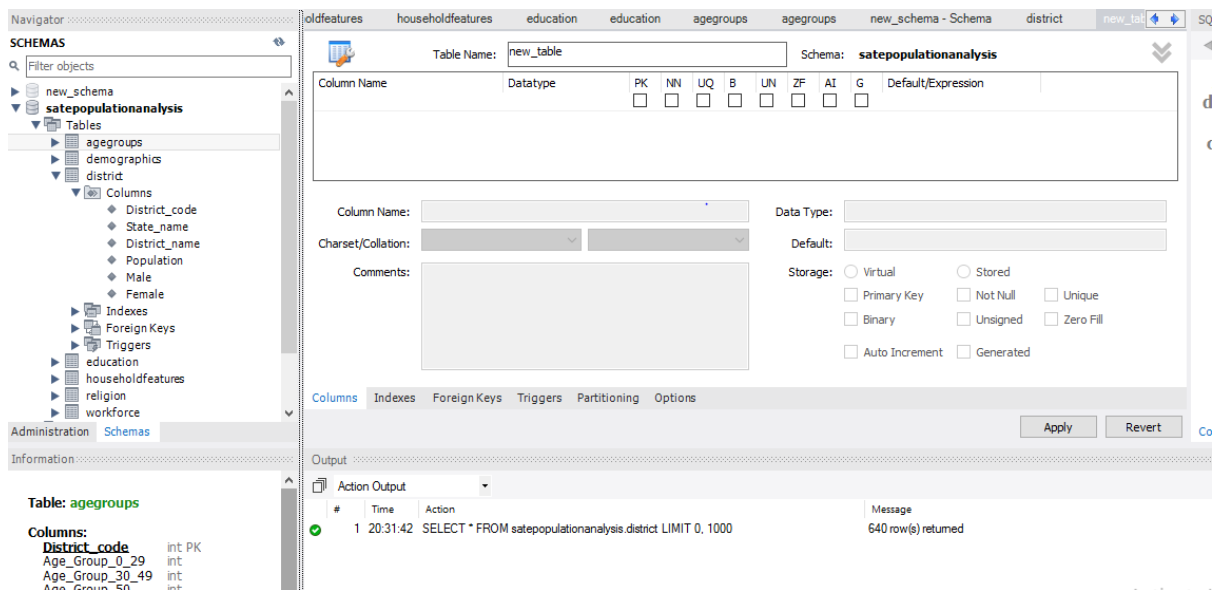 Navigator
SCHEMAS
Filter objects
new_schema
satepopulationanalysis
Tables
agegroups
demographics
district
Columns
District_code
State_name
District_name
Population
Male
Female
Indexes
Foreign Keys
Triggers
education
householdfeatures
religion
workforce
Administration Schemas
Information
Table: agegroups
Columns:
District_code int PK
Age_Group_0_29 int
Age_Group_30_49 int
Age_Group_50 int
oldfeatures householdfeatures education education agegroups agegroups new_schema - Schema district new_tab
Table Name: new_table Schema: satepopulationanalysis
Column Name Datatype PK NN UQ B UN ZF AI G Default/Expression
Column Name: Data Type:
Charset/Collation: Default:
Comments: Storage: Virtual Stored
Primary Key Not Null Unique
Binary Unsigned Zero Fill
Auto Increment Generated
Columns Indexes Foreign Keys Triggers Partitioning Options
Apply Revert
Output
Action Output
# Time Action Message
1 20:31:42 SELECT * FROM satepopulationanalysis.district LIMIT 0, 1000 640 row(s) returned
SQ
d
Co